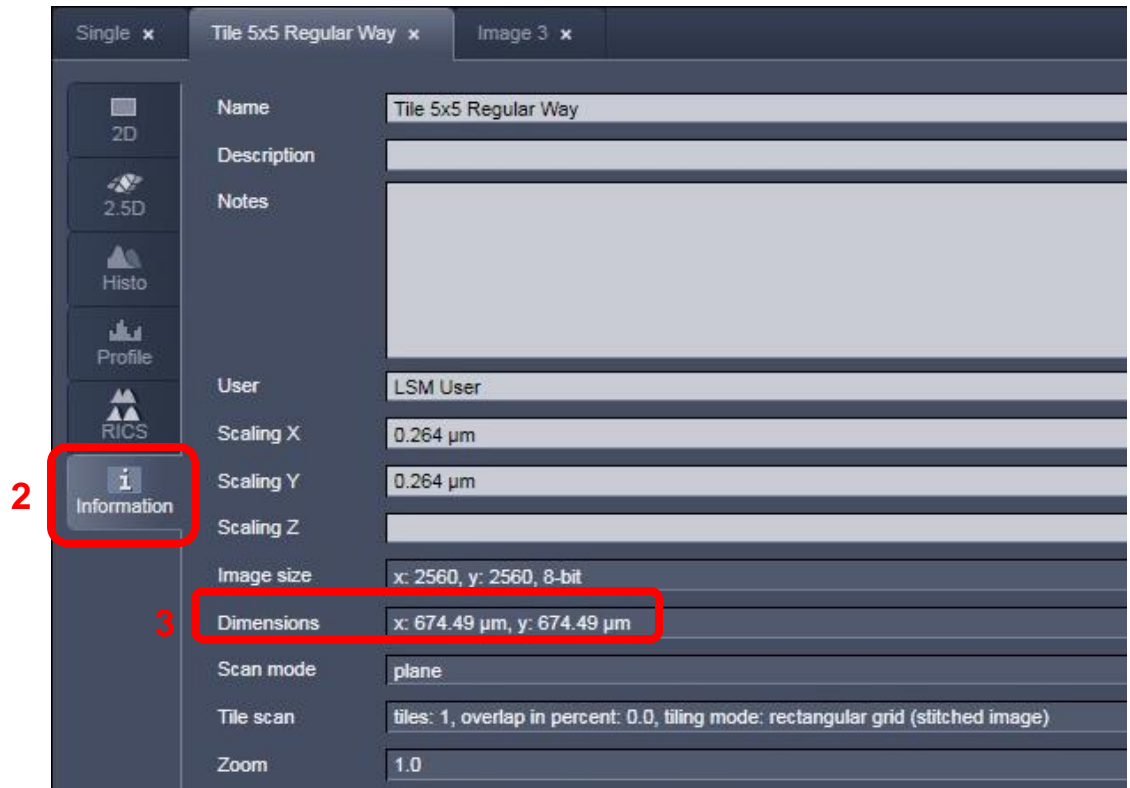 Single x
Tile 5x5 Regular Way x
Image 3 x
2D
2.5D
Histo
Profile
RICS
2
i
Information
Name
Tile 5x5 Regular Way
Description
Notes
User
LSM User
Scaling X
0.264 µm
Scaling Y
0.264 µm
Scaling Z
Image size
x: 2560, y: 2560, 8-bit
3
Dimensions
x: 674.49 µm, y: 674.49 µm
Scan mode
plane
Tile scan
tiles: 1, overlap in percent: 0.0, tiling mode: rectangular grid (stitched image)
Zoom
1.0